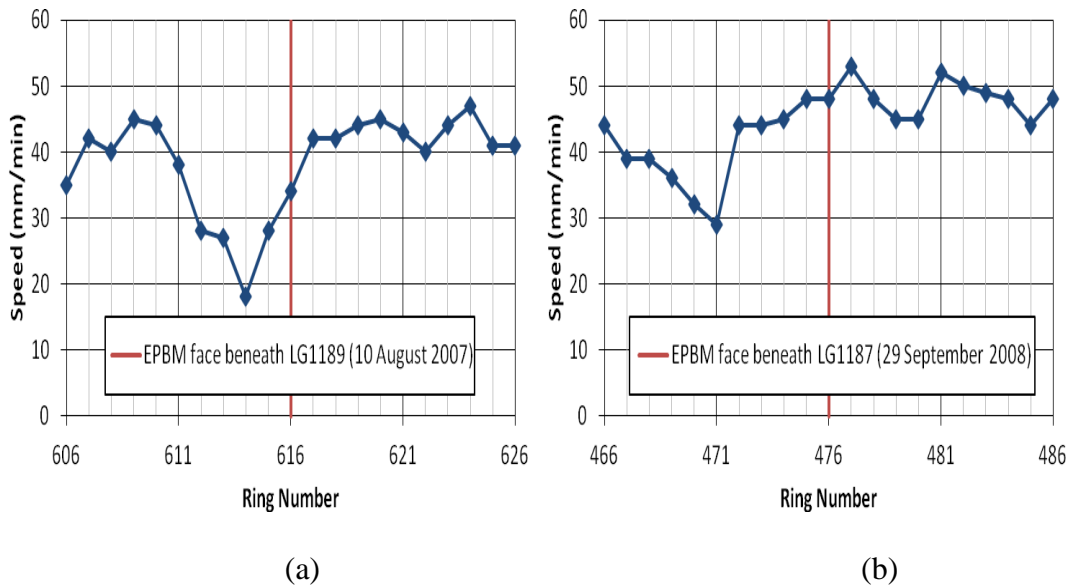 60
50
40
30
20
10
0
Speed (mm/min)
EPBM face beneath LG1189 (10 August 2007)
606 611 616 621 626
Ring Number
(a)
60
50
40
30
20
10
0
Speed (mm/min)
EPBM face beneath LG1187 (29 September 2008)
466 471 476 481 486
Ring Number
(b)